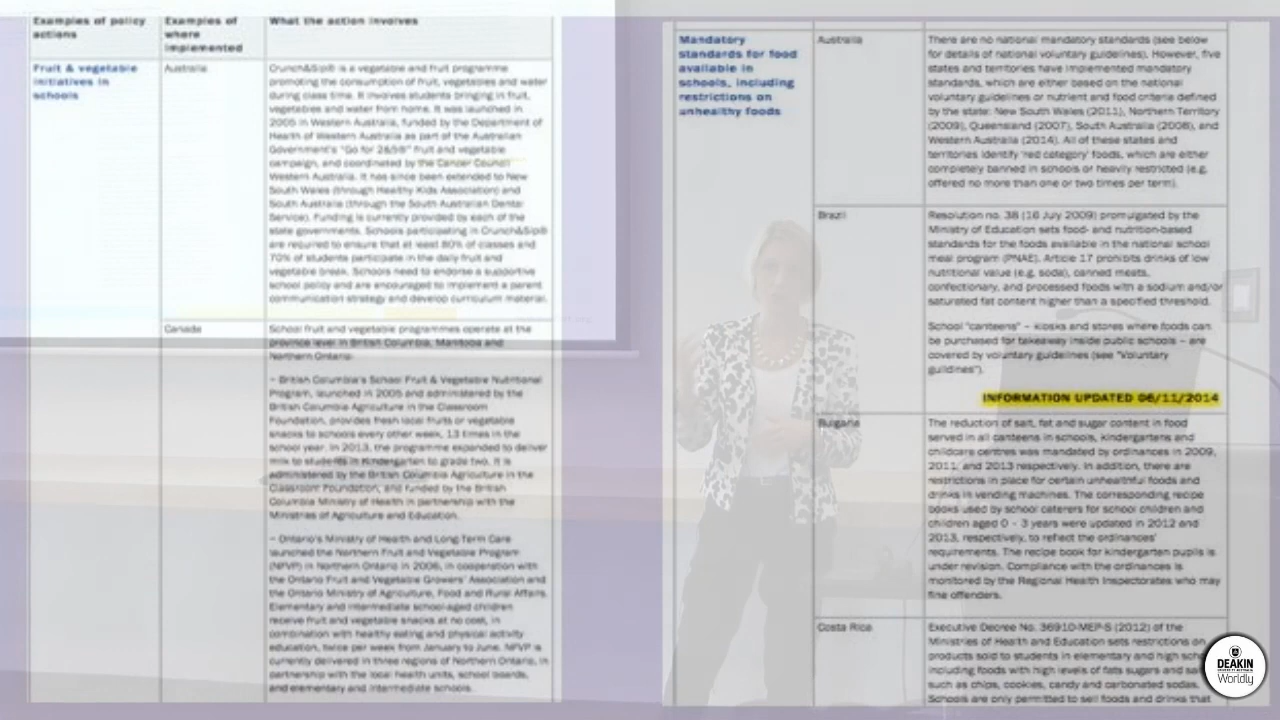 Examples of policy
actions
Examples of
where
implemented
What the action involves
Fruit & vegetable
initiatives in
schools
Australia
Crunch&Sip® is a vegetable and fruit programme
promoting the consumption of fruit, vegetables and water
during class time. It involves students bringing in fruit,
vegetables and water from home. It was launched in
2005 in Western Australia, funded by the Department of
Health of Western Australia as part of the Australian
Government's "Go for 2&5®" fruit and vegetable
campaign, and coordinated by the Cancer Council
Western Australia. It has since been extended to New
South Wales (through Healthy Kids Association) and
South Australia (through the South Australian Dental
Service). Funding is currently provided by each of the
state governments. Schools participating in Crunch&Sip®
are required to ensure that at least 80% of classes and
70% of students participate in the daily fruit and
vegetable break. Schools need to endorse a supportive
school policy and are encouraged to implement a parent
communication strategy and develop curriculum material.
Canada
School fruit and vegetable programmes operate at the
province level in British Columbia, Manitoba and
Northern Ontario.
– British Columbia's School Fruit & Vegetable Nutritional
Program, launched in 2005 and administered by the
British Columbia Agriculture in the Classroom
Foundation, provides fresh local fruits or vegetable
snacks to schools every other week, 13 times in the
school year. In 2013, the programme expanded to deliver
milk to students in Kindergarten to grade two. It is
administered by the British Columbia Agriculture in the
Classroom Foundation, and funded by the British
Columbia Ministry of Health in partnership with the
Ministries of Agriculture and Education.
– Ontario's Ministry of Health and Long Term Care
launched the Northern Fruit and Vegetable Program
(NFVP) in Northern Ontario in 2006, in cooperation with
the Ontario Fruit and Vegetable Growers' Association and
the Ontario Ministry of Agriculture, Food and Rural Affairs.
Elementary and intermediate school-aged children
receive fruit and vegetable snacks at no cost, in
combination with healthy eating and physical activity
education, twice per week from January to June. NFVP is
currently delivered in three regions of Northern Ontario, in
partnership with the local health units, school boards,
and elementary and intermediate schools.
Mandatory
standards for food
available in
schools, including
restrictions on
unhealthy foods
Australia
There are no national mandatory standards (see below
for details of national voluntary guidelines). However, five
states and territories have implemented mandatory
standards, which are either based on the national
voluntary guidelines or nutrient and food criteria defined
by the state: New South Wales (2011), Northern Territory
(2009), Queensland (2007), South Australia (2008), and
Western Australia (2014). All of these states and
territories identify 'red category' foods, which are either
completely banned in schools or heavily restricted (e.g.
offered no more than one or two times per term).
Brazil
Resolution no. 38 (16 July 2009) promulgated by the
Ministry of Education sets food- and nutrition-based
standards for the foods available in the national school
meal program (PNAE). Article 17 prohibits drinks of low
nutritional value (e.g. soda), canned meats,
confectionary, and processed foods with a sodium and/or
saturated fat content higher than a specified threshold.
School "canteens" – kiosks and stores where foods can
be purchased for takeaway inside public schools – are
covered by voluntary guidelines (see "Voluntary
guildines").
INFORMATION UPDATED 06/11/2014
Bulgaria
The reduction of salt, fat and sugar content in food
served in all canteens in schools, kindergartens and
childcare centres was mandated by ordinances in 2009,
2011, and 2013 respectively. In addition, there are
restrictions in place for certain unhealthful foods and
drinks in vending machines. The corresponding recipe
books used by school caterers for school children and
children aged 0 - 3 years were updated in 2012 and
2013, respectively, to reflect the ordinances'
requirements. The recipe book for kindergarten pupils is
under revision. Compliance with the ordinances is
monitored by the Regional Health Inspectorates who may
fine offenders.
Costa Rica
Executive Decree No. 36910-MEP-S (2012) of the
Ministries of Health and Education sets restrictions on
products sold to students in elementary and high
including foods with high levels of fats sugars and
such as chips, cookies, candy and carbonated sodas.
Schools are only permitted to sell foods and drinks that
DEAKIN
Worldly